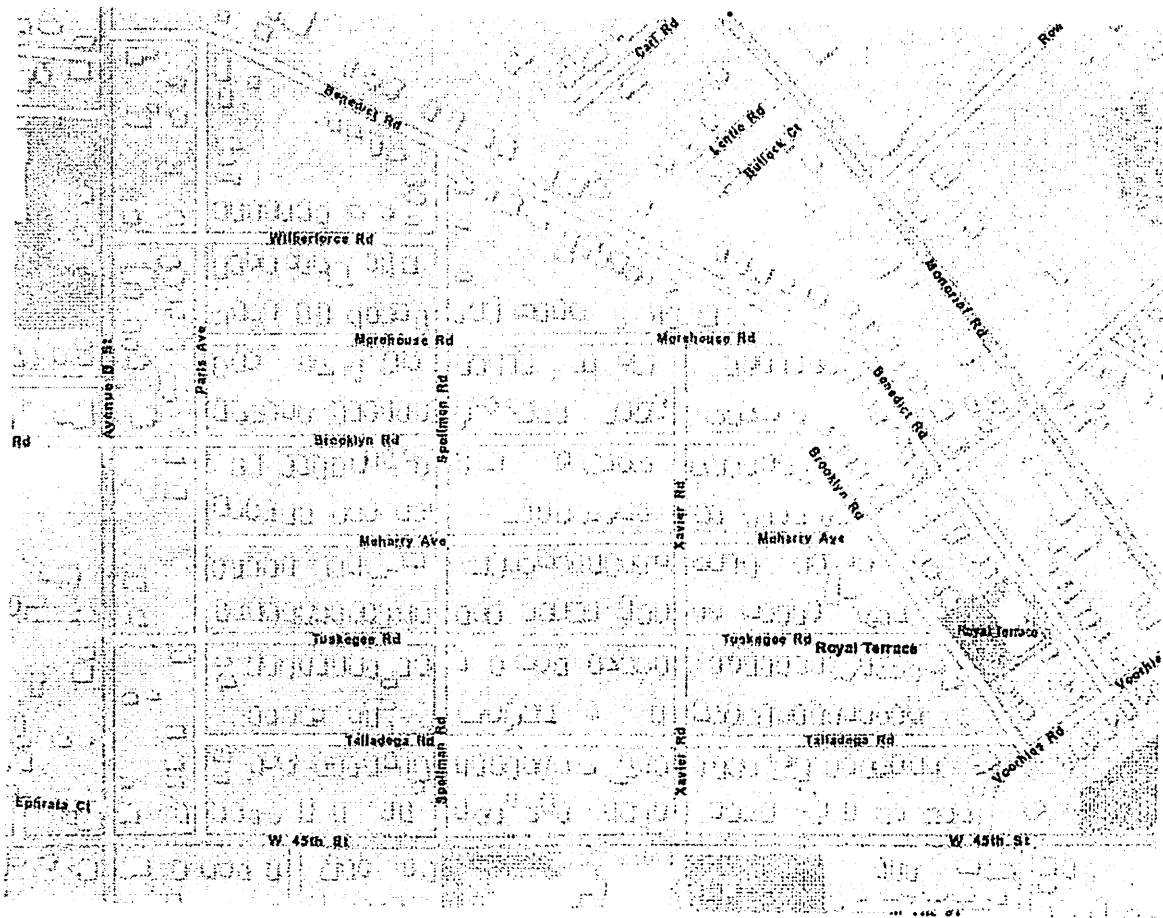 Carl Rd
Row
Benedict Rd
Lentie Rd
Bullock Ct
Wilberforce Rd
Memorial Rd
Avenue D St
Paris Ave
Morehouse Rd
Morehouse Rd
Spellman Rd
Benedict Rd
Rd
Brooklyn Rd
Brooklyn Rd
Xavier Rd
Meharry Ave
Meharry Ave
Tuskegee Rd
Tuskegee Rd
Royal Terrace
Royal Terrace
Voorhie
Talladega Rd
Spellman Rd
Xavier Rd
Talladega Rd
Voorhies Rd
Ephrata Ct
W 45th St
W 45th St